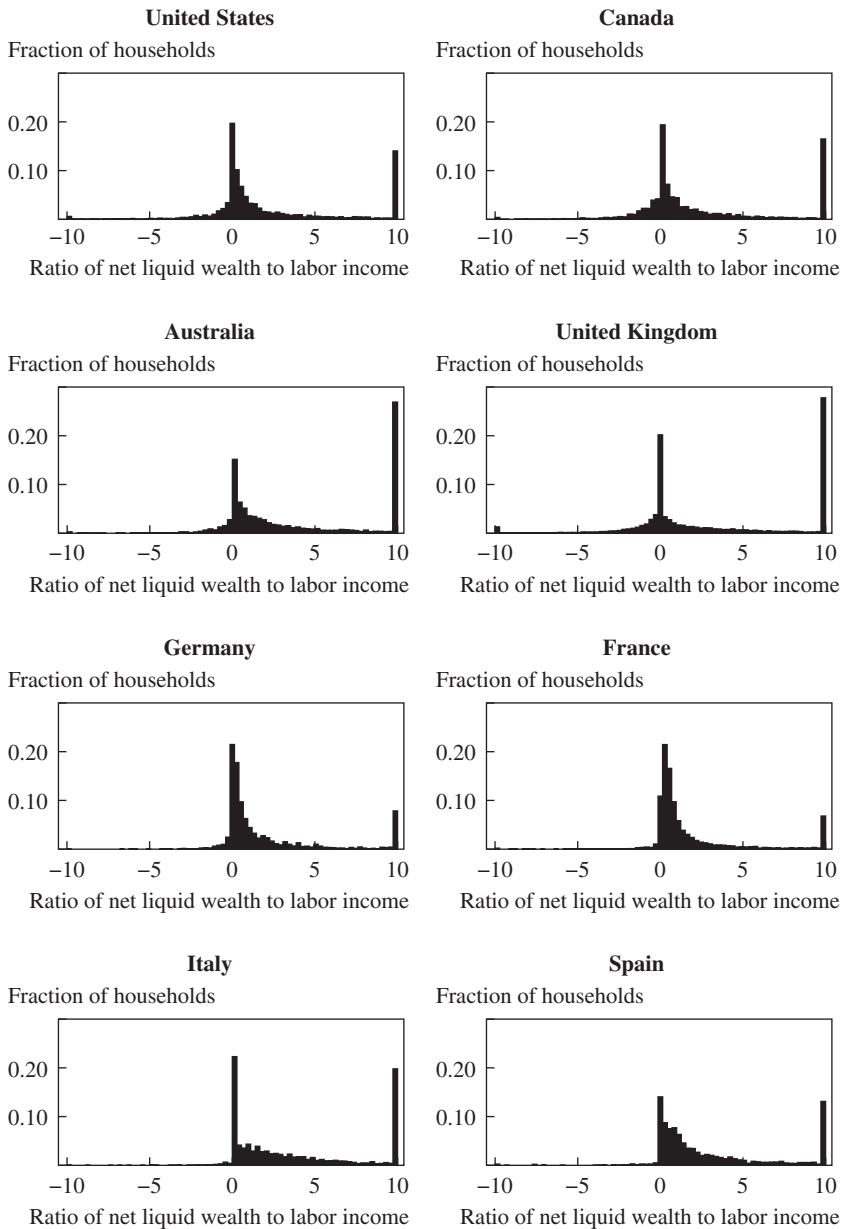 United States
Canada
Fraction of households
Fraction of households
0.20
0.10
0.20
0.10
−10 −5 0 5 10
−10 −5 0 5 10
Ratio of net liquid wealth to labor income
Ratio of net liquid wealth to labor income
Australia
United Kingdom
Fraction of households
Fraction of households
0.20
0.10
0.20
0.10
−10 −5 0 5 10
−10 −5 0 5 10
Ratio of net liquid wealth to labor income
Ratio of net liquid wealth to labor income
Germany
France
Fraction of households
Fraction of households
0.20
0.10
0.20
0.10
−10 −5 0 5 10
−10 −5 0 5 10
Ratio of net liquid wealth to labor income
Ratio of net liquid wealth to labor income
Italy
Spain
Fraction of households
Fraction of households
0.20
0.10
0.20
0.10
−10 −5 0 5 10
−10 −5 0 5 10
Ratio of net liquid wealth to labor income
Ratio of net liquid wealth to labor income